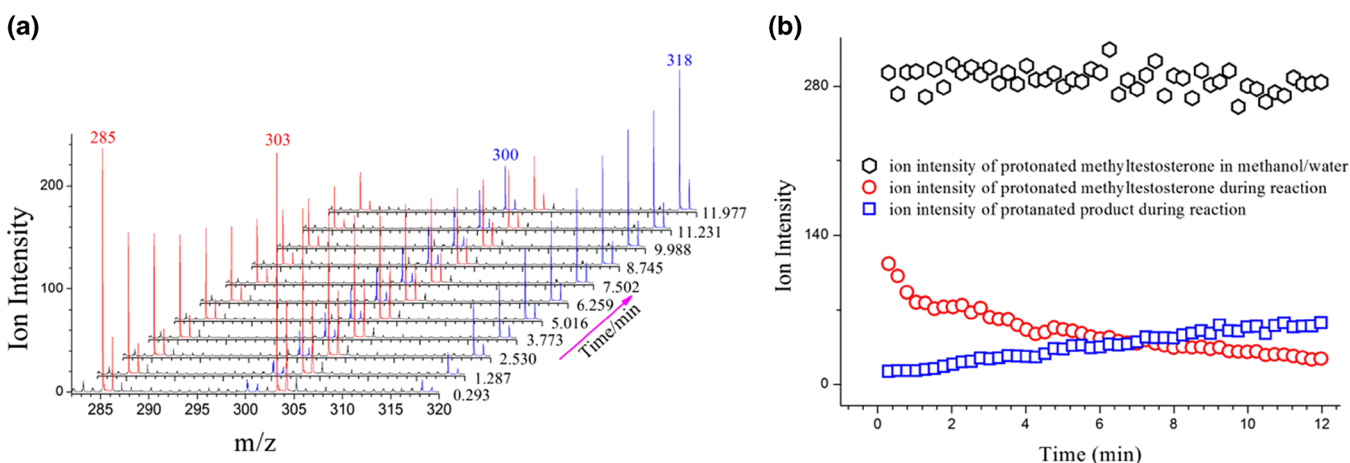 (a)
318
285
303
300
200
100
0
Ion Intensity
11.977
11.231
9.988
8.745
7.502
6.259
5.016
3.773
2.530
1.287
0.293
Time/min
285 290 295 300 305 310 315 320
m/z
(b)
280
140
0
Ion Intensity
ion intensity of protonated methyltestosterone in methanol/water
ion intensity of protonated methyltestosterone during reaction
ion intensity of protanated product during reaction
0 2 4 6 8 10 12
Time (min)